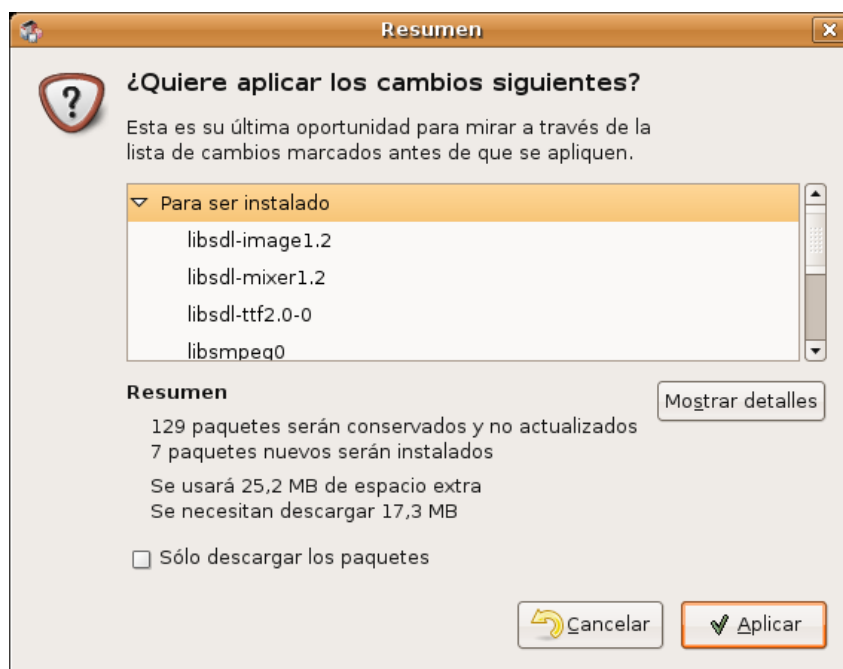 Resumen
¿Quiere aplicar los cambios siguientes?
Esta es su última oportunidad para mirar a través de la
lista de cambios marcados antes de que se apliquen.
Para ser instalado
libsdl-image1.2
libsdl-mixer1.2
libsdl-ttf2.0-0
libsmpeg0
Resumen
Mostrar detalles
129 paquetes serán conservados y no actualizados
7 paquetes nuevos serán instalados
Se usará 25,2 MB de espacio extra
Se necesitan descargar 17,3 MB
Sólo descargar los paquetes
Cancelar
Aplicar